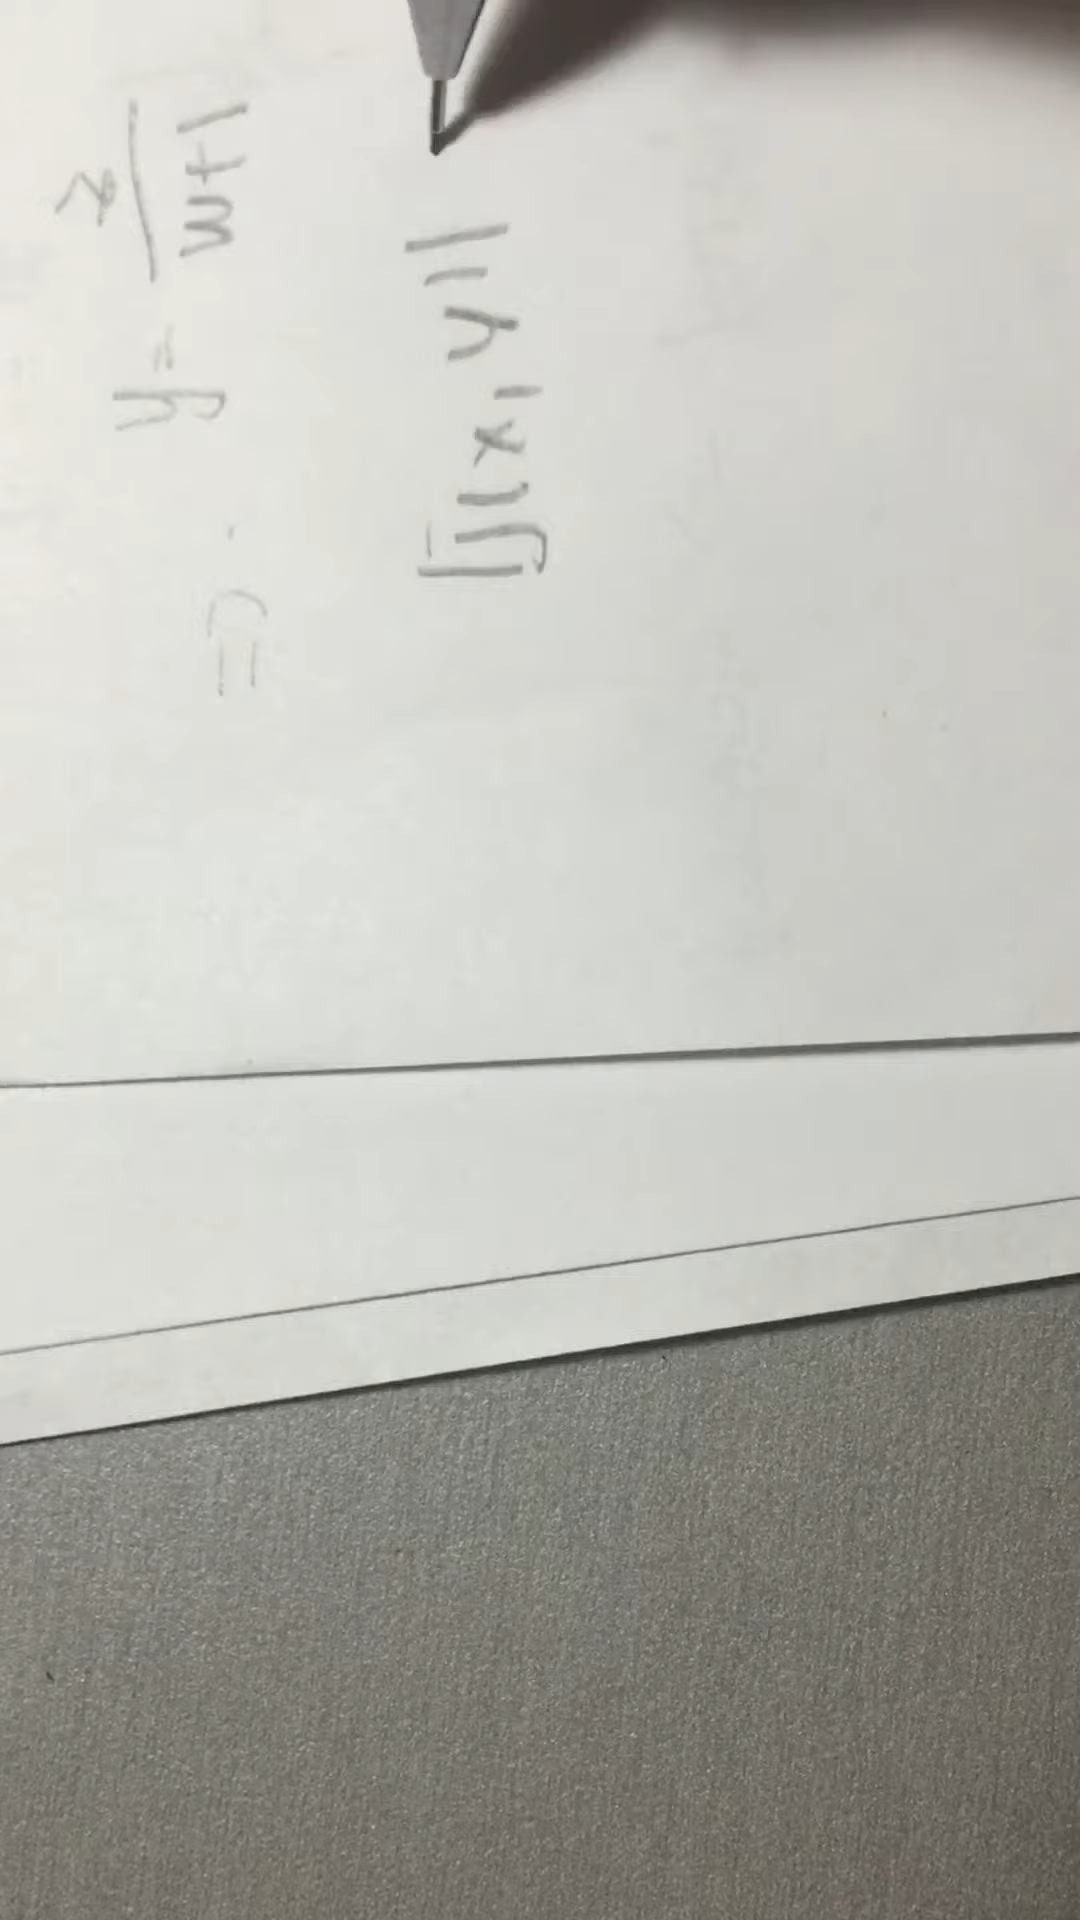 y = z/(w+1)
|J(x,y)|